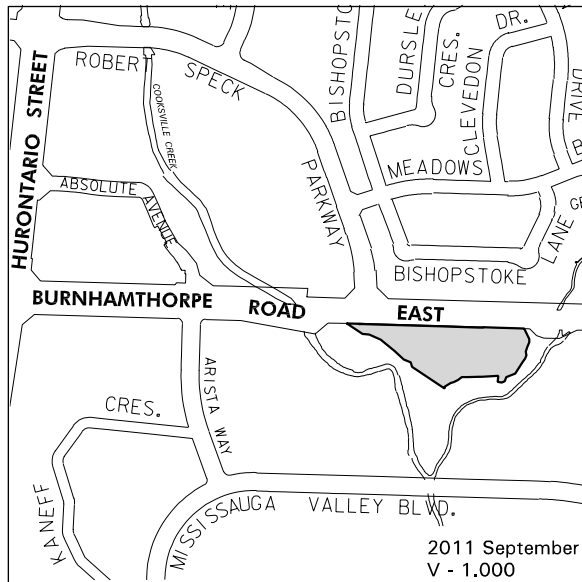 DR.
ROBERT SPECK PARKWAY
BISHOPSTO
DURSLE
CRES.
CLEVEDON
DRIVE
HURONTARIO STREET
COOKSVILLE CREEK
MEADOWS
B
ABSOLUTE AVENUE
LANE
GR
BISHOPSTOKE
BURNHAMTHORPE ROAD EAST
ARISTA WAY
CRES.
KANEFF
MISSISSAUGA VALLEY BLVD.
2011 September
V - 1.000